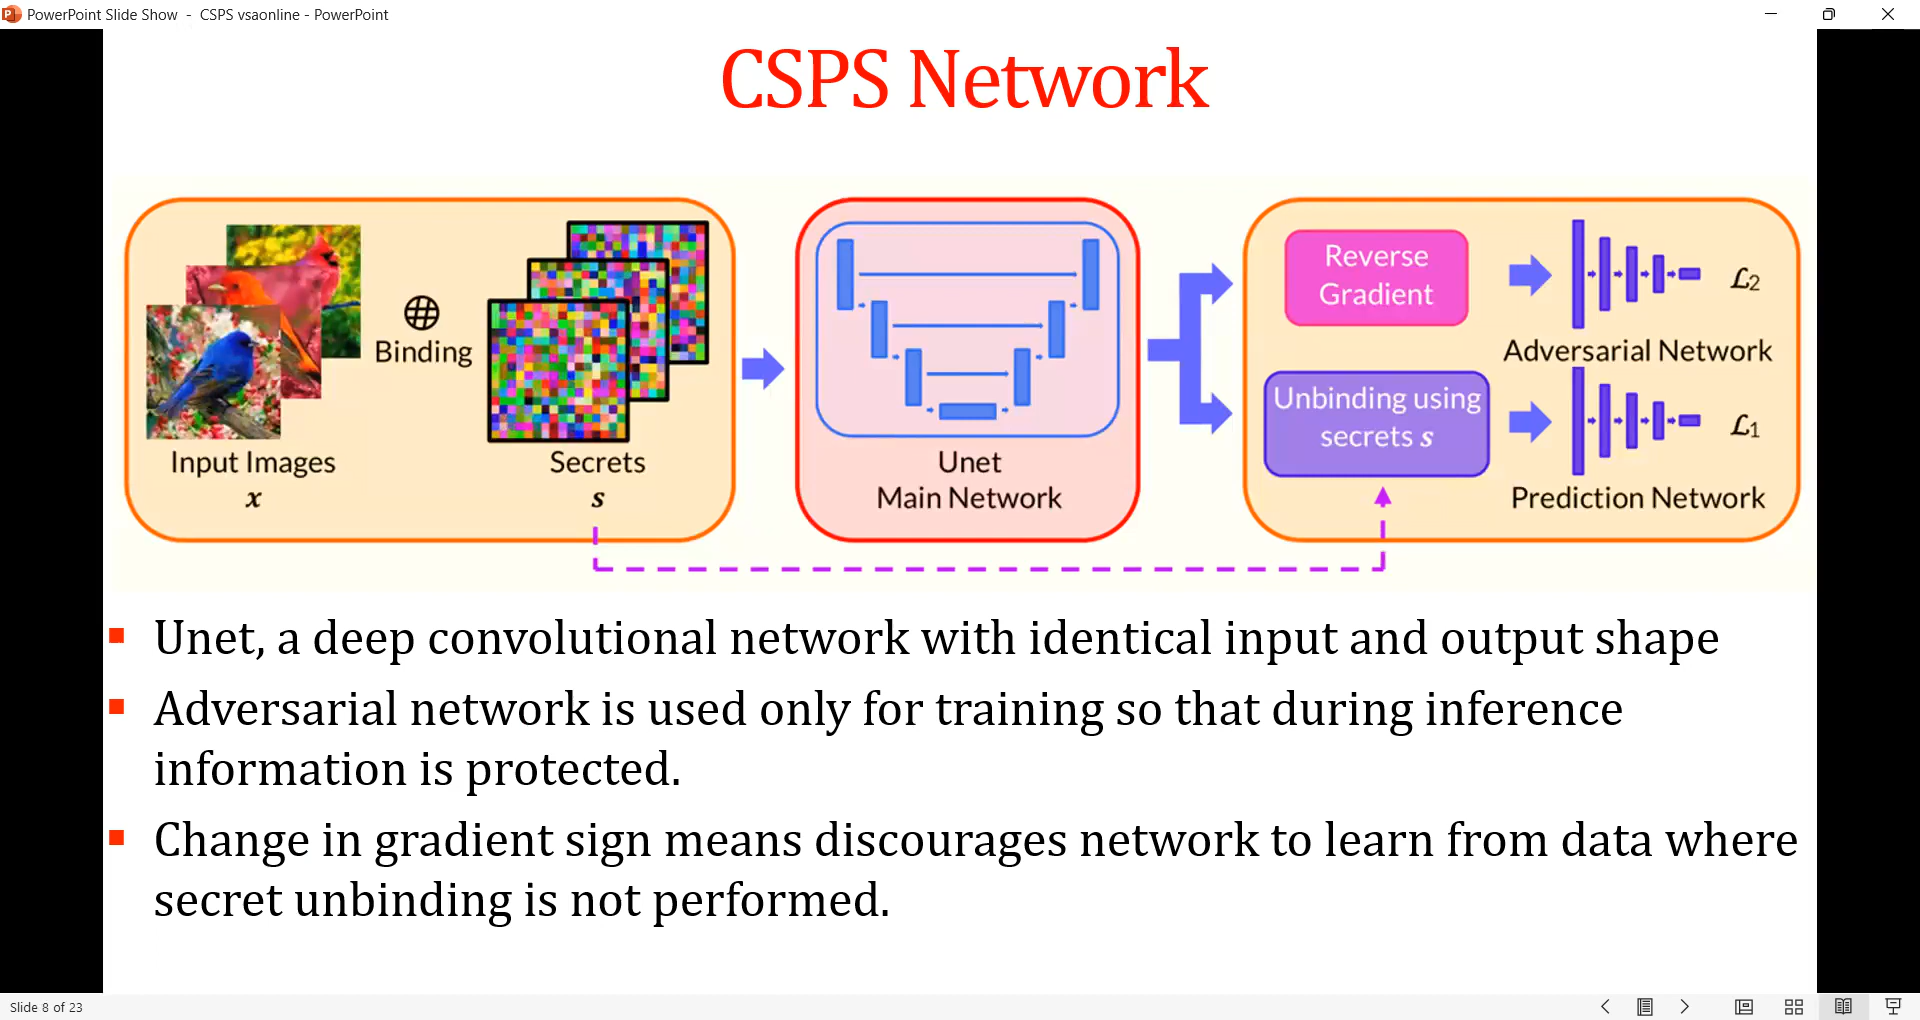 PowerPoint Slide Show - CSPS vsaonline - PowerPoint
CSPS Network
Binding
Input Images
x
Secrets
s
Unet
Main Network
Reverse
Gradient
ℒ2
Adversarial Network
Unbinding using
secrets s
ℒ1
Prediction Network
Unet, a deep convolutional network with identical input and output shape
Adversarial network is used only for training so that during inference
information is protected.
Change in gradient sign means discourages network to learn from data where
secret unbinding is not performed.
Slide 8 of 23